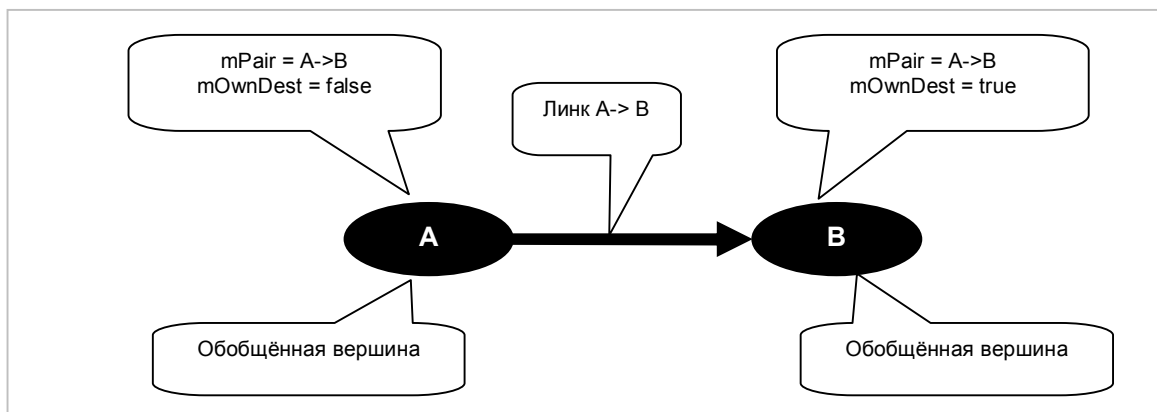 mPair = A->B
mOwnDest = false
Линк A-> B
mPair = A->B
mOwnDest = true
A
B
Обобщённая вершина
Обобщённая вершина